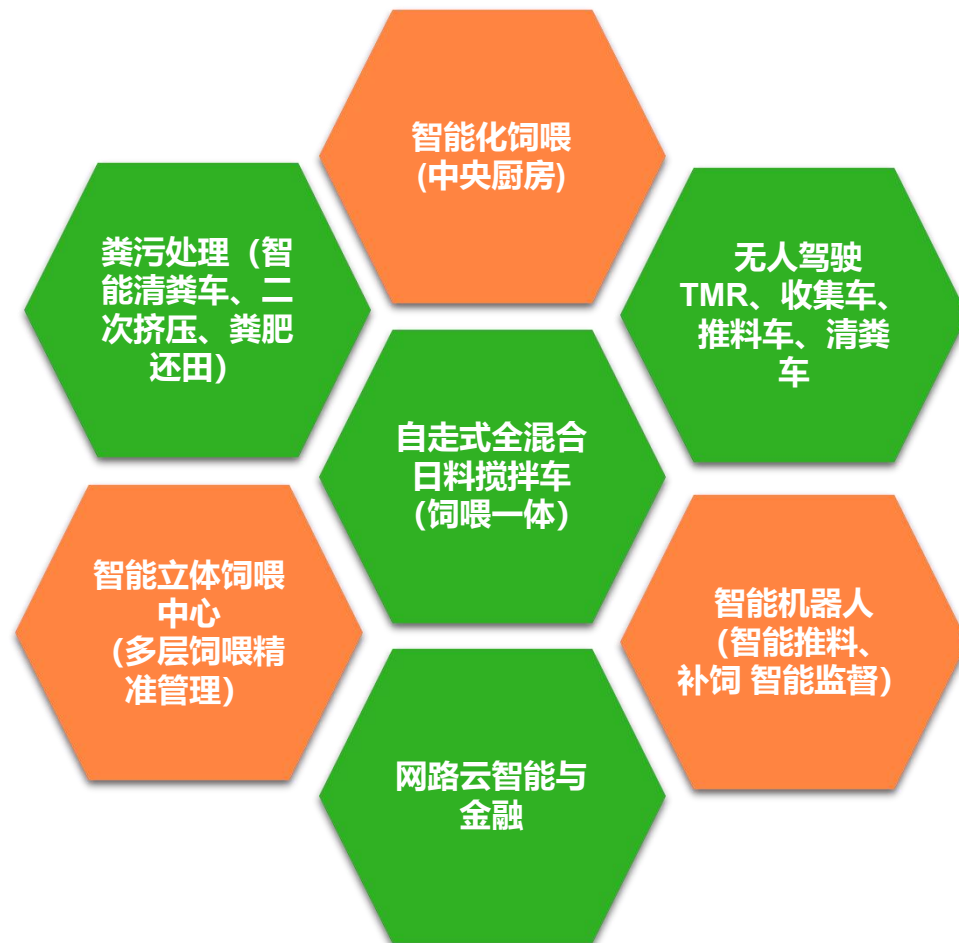 智能化饲喂
(中央厨房)
粪污处理（智
能清粪车、二
次挤压、粪肥
还田）
无人驾驶
TMR、收集车、
推料车、清粪
车
自走式全混合
日料搅拌车
（饲喂一体）
智能立体饲喂
中心
（多层饲喂精
准管理）
智能机器人
（智能推料、
补饲 智能监督）
网路云智能与
金融